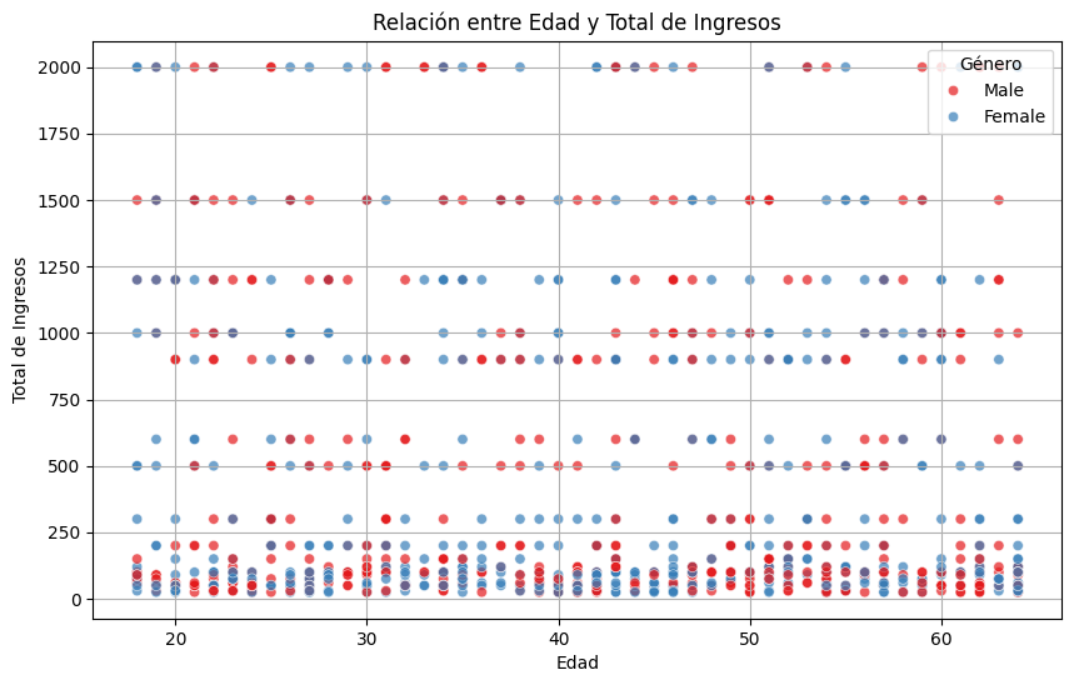 Relación entre Edad y Total de Ingresos
Género
Male
Female
Total de Ingresos
2000
1750
1500
1250
1000
750
500
250
0
20 30 40 50 60
Edad